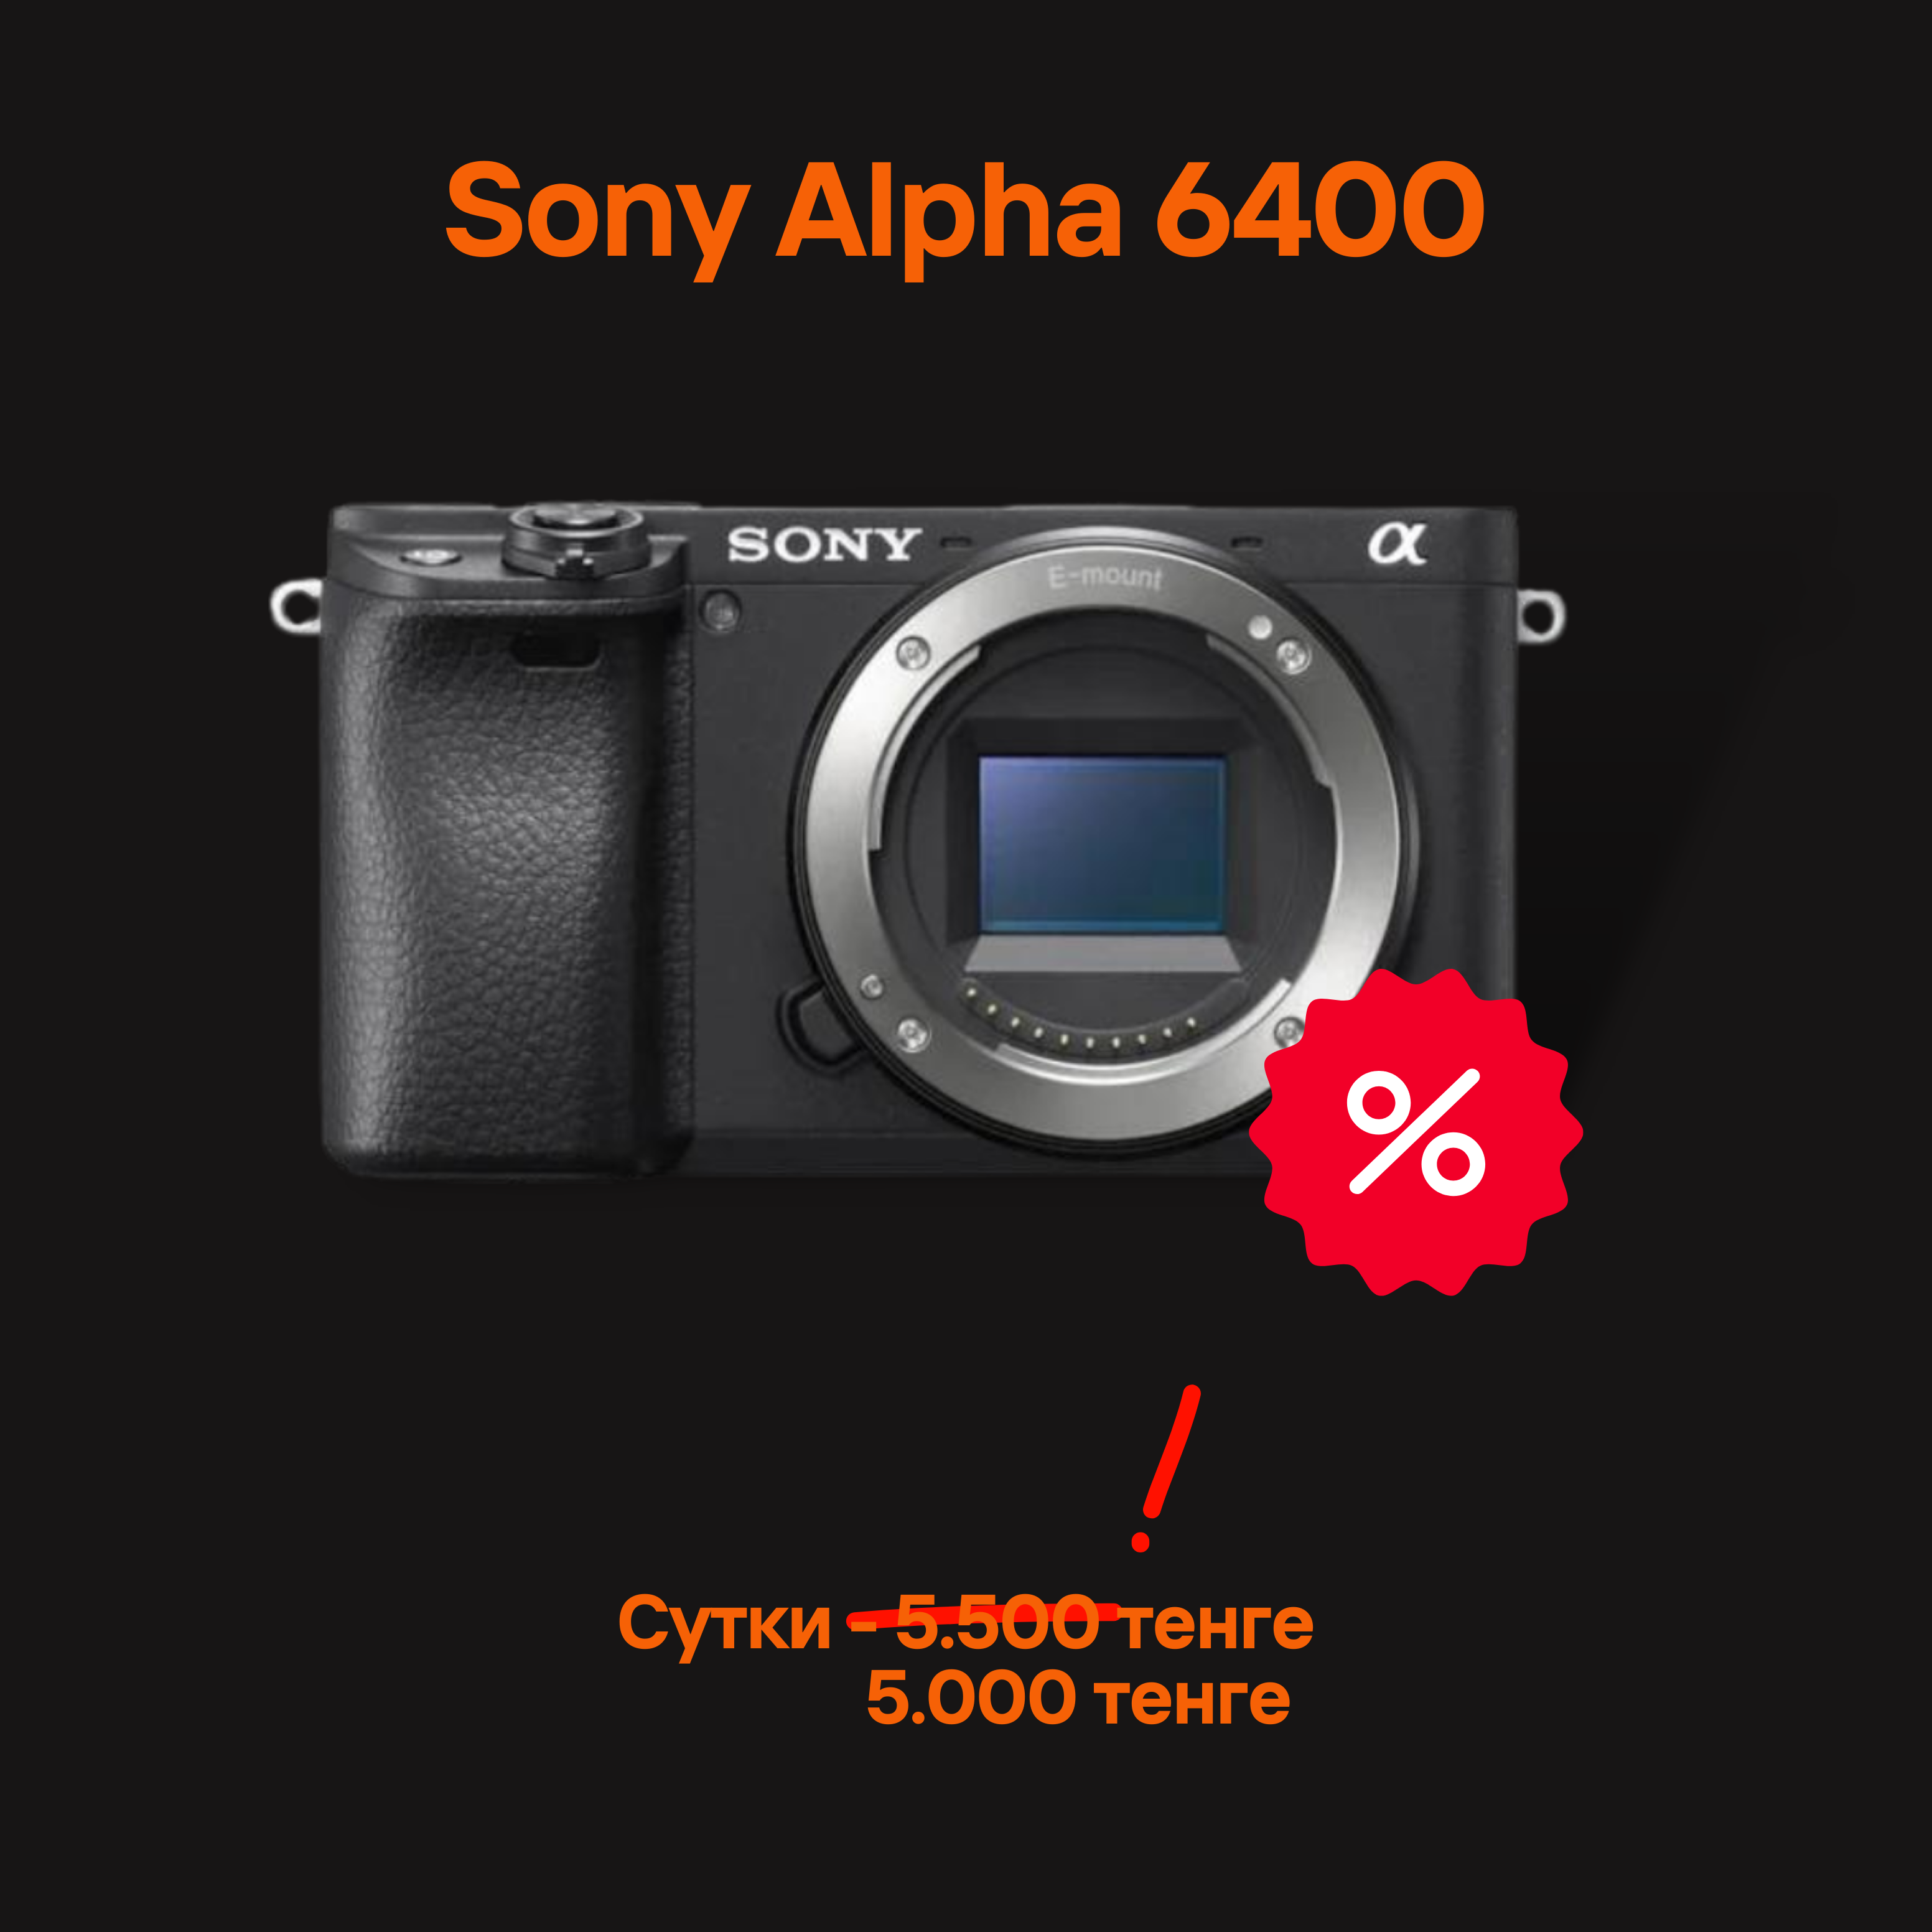 Sony Alpha 6400
SONY α
E-mount
%
!
Сутки - 5.500 тенге
5.000 тенге